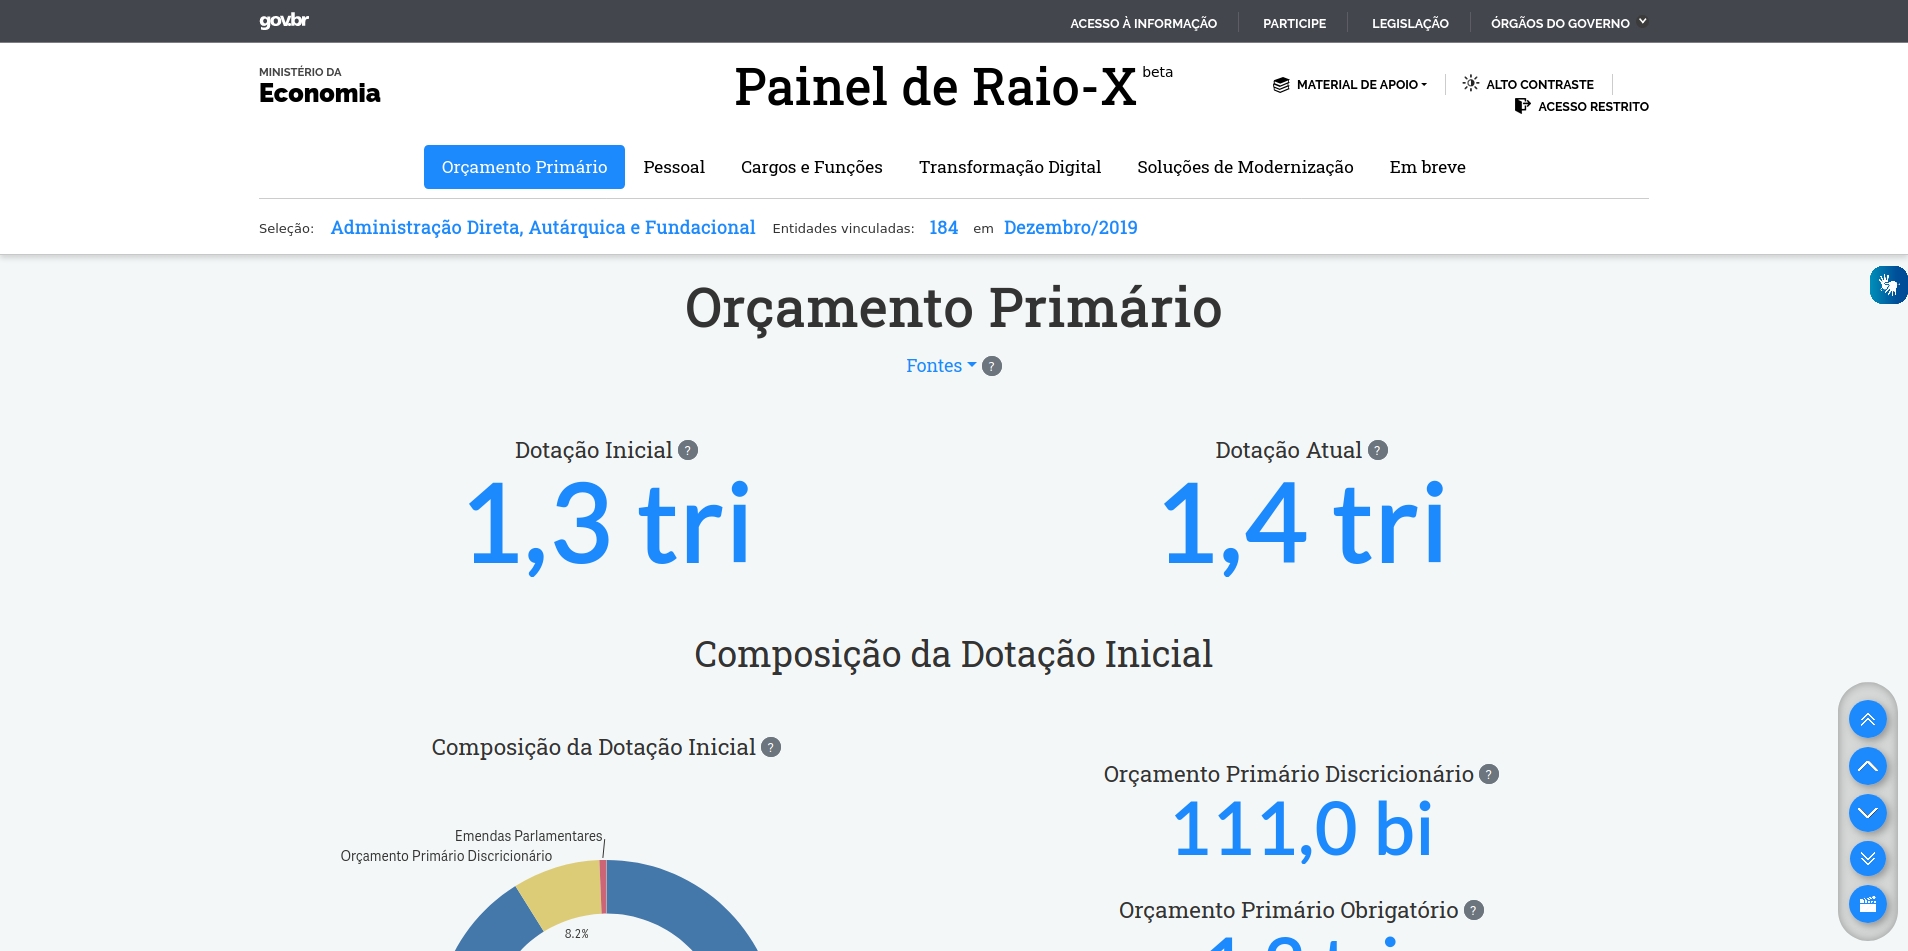 gov.br
ACESSO À INFORMAÇÃO
PARTICIPE
LEGISLAÇÃO
ÓRGÃOS DO GOVERNO
MINISTÉRIO DA
Economia
Painel de Raio-X beta
MATERIAL DE APOIO
ALTO CONTRASTE
ACESSO RESTRITO
Orçamento Primário
Pessoal
Cargos e Funções
Transformação Digital
Soluções de Modernização
Em breve
Seleção: Administração Direta, Autárquica e Fundacional Entidades vinculadas: 184 em Dezembro/2019
Orçamento Primário
Fontes ?
Dotação Inicial ?
1,3 tri
Dotação Atual ?
1,4 tri
Composição da Dotação Inicial
Composição da Dotação Inicial ?
Emendas Parlamentares
Orçamento Primário Discricionário
8.2%
Orçamento Primário Discricionário ?
111,0 bi
Orçamento Primário Obrigatório ?